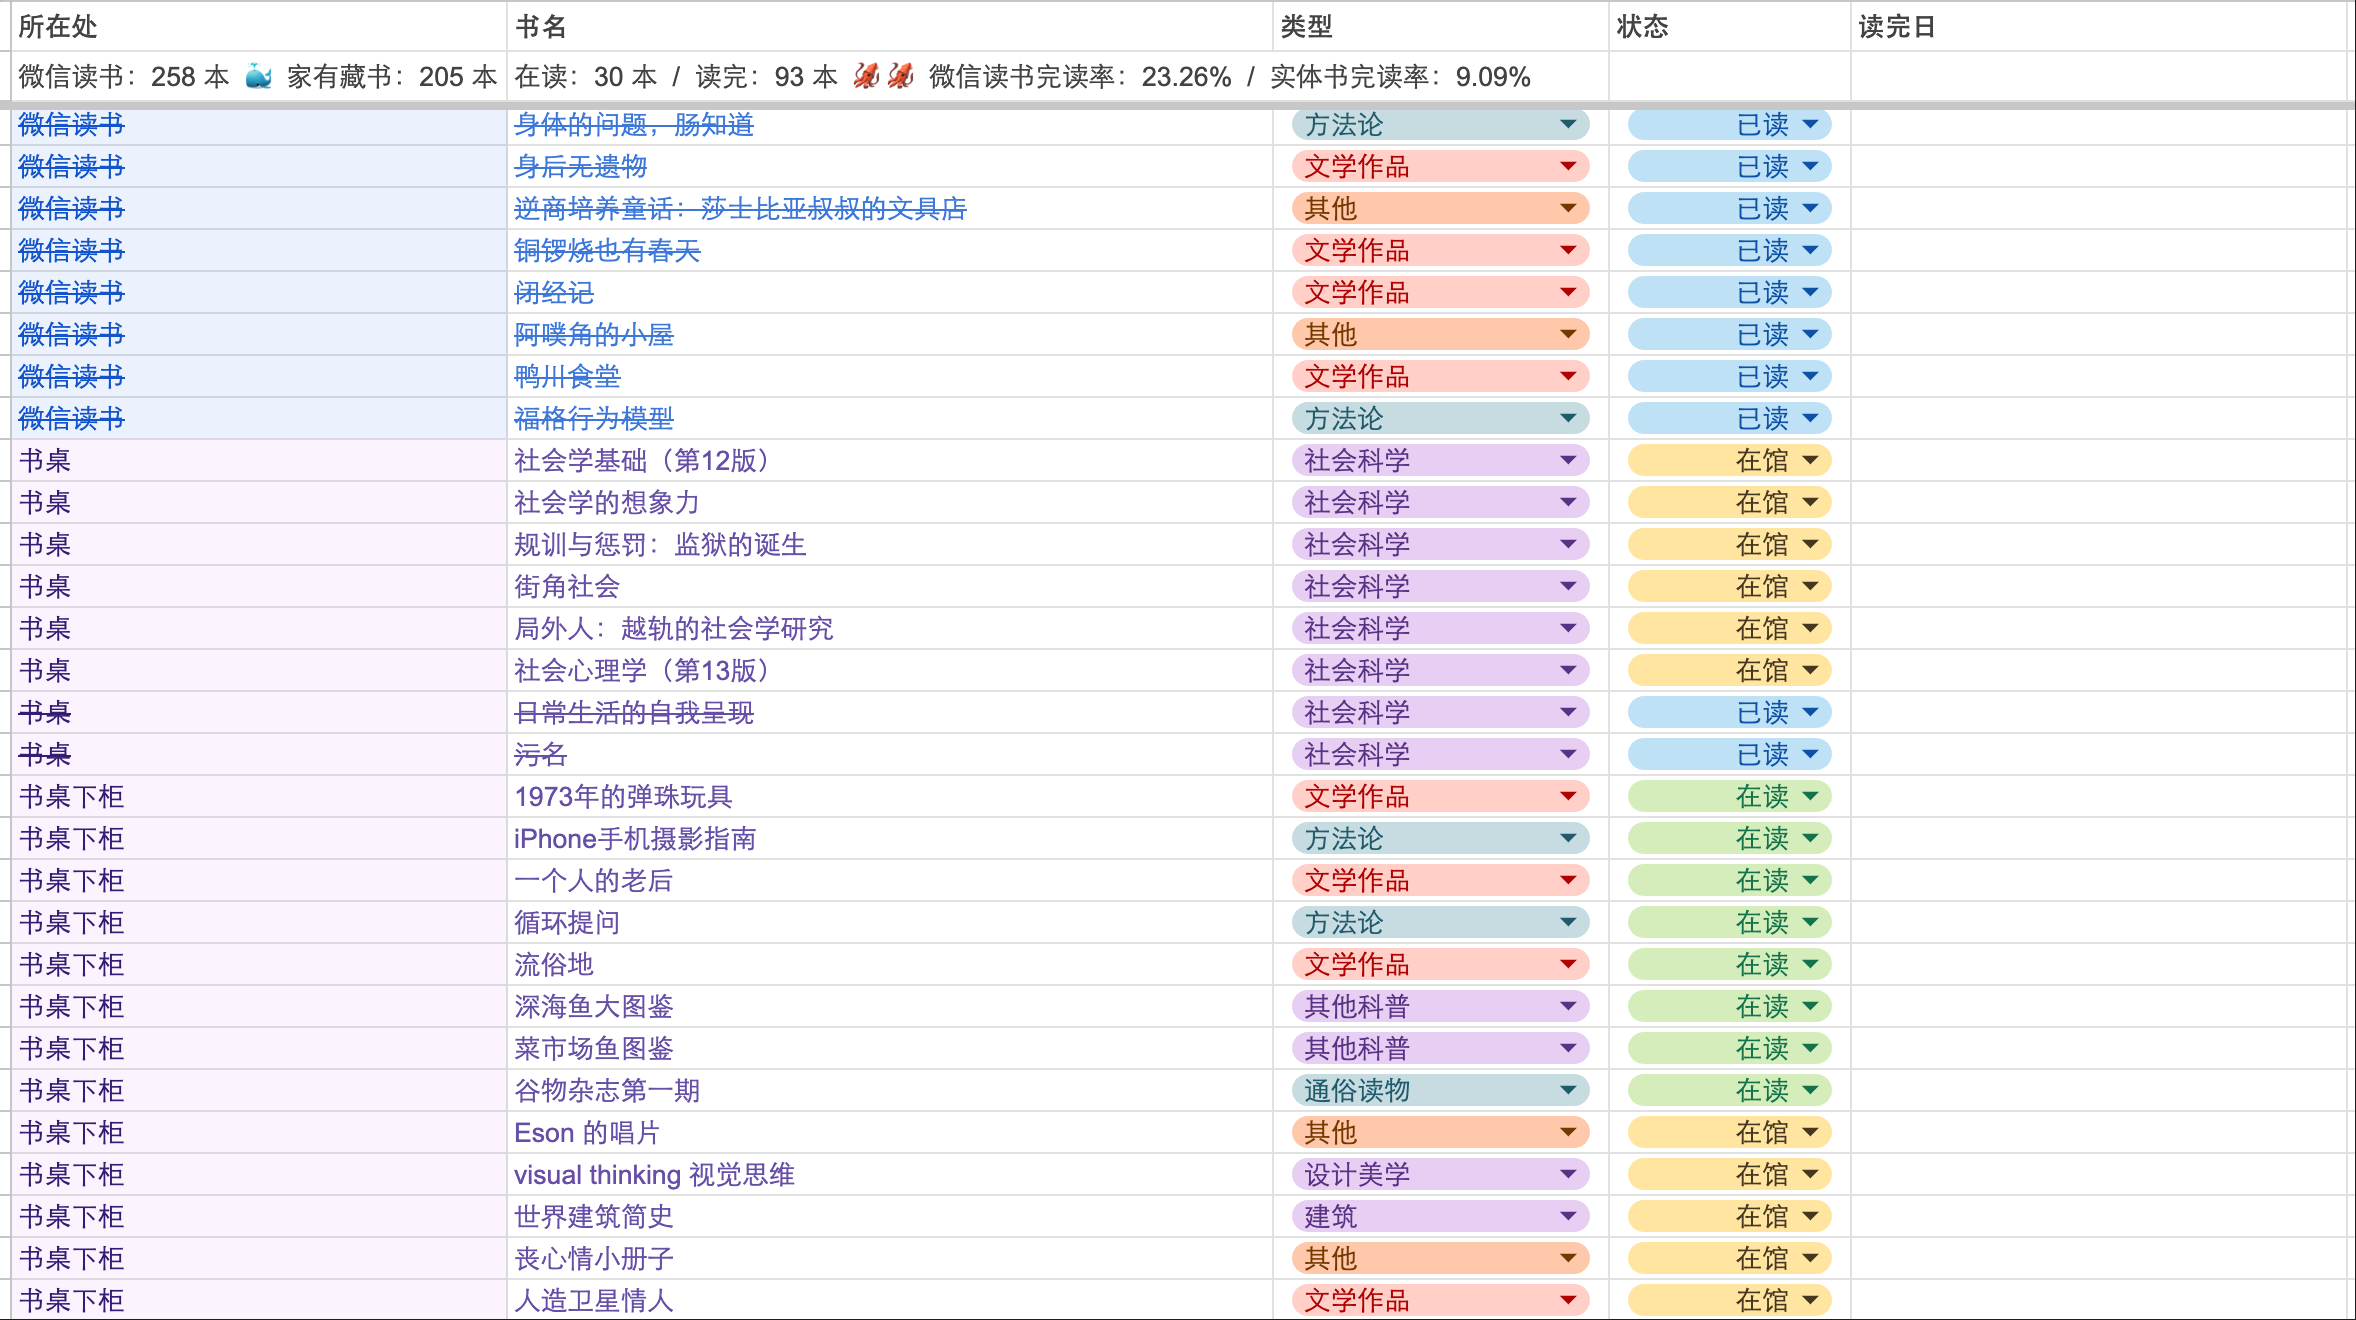 所在处 书名 类型 状态 读完日
微信读书：258 本 🐳 家有藏书：205 本 在读：30 本 / 读完：93 本 🦑🦑 微信读书完读率：23.26% / 实体书完读率：9.09%
微信读书 身体的问题，肠知道 方法论 已读
微信读书 身后无遗物 文学作品 已读
微信读书 逆商培养童话：莎士比亚叔叔的文具店 其他 已读
微信读书 铜锣烧也有春天 文学作品 已读
微信读书 闭经记 文学作品 已读
微信读书 阿噗角的小屋 其他 已读
微信读书 鸭川食堂 文学作品 已读
微信读书 福格行为模型 方法论 已读
书桌 社会学基础（第12版） 社会科学 在馆
书桌 社会学的想象力 社会科学 在馆
书桌 规训与惩罚：监狱的诞生 社会科学 在馆
书桌 街角社会 社会科学 在馆
书桌 局外人：越轨的社会学研究 社会科学 在馆
书桌 社会心理学（第13版） 社会科学 在馆
书桌 日常生活的自我呈现 社会科学 已读
书桌 污名 社会科学 已读
书桌下柜 1973年的弹珠玩具 文学作品 在读
书桌下柜 iPhone手机摄影指南 方法论 在读
书桌下柜 一个人的老后 文学作品 在读
书桌下柜 循环提问 方法论 在读
书桌下柜 流俗地 文学作品 在读
书桌下柜 深海鱼大图鉴 其他科普 在读
书桌下柜 菜市场鱼图鉴 其他科普 在读
书桌下柜 谷物杂志第一期 通俗读物 在读
书桌下柜 Eson 的唱片 其他 在馆
书桌下柜 visual thinking 视觉思维 设计美学 在馆
书桌下柜 世界建筑简史 建筑 在馆
书桌下柜 丧心情小册子 其他 在馆
书桌下柜 人造卫星情人 文学作品 在馆